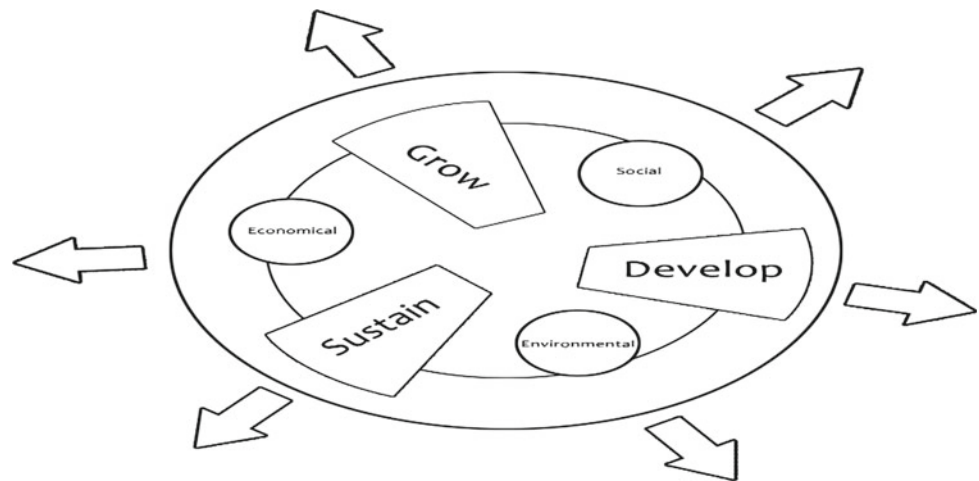 Grow
Social
Economical
Develop
Sustain
Environmental